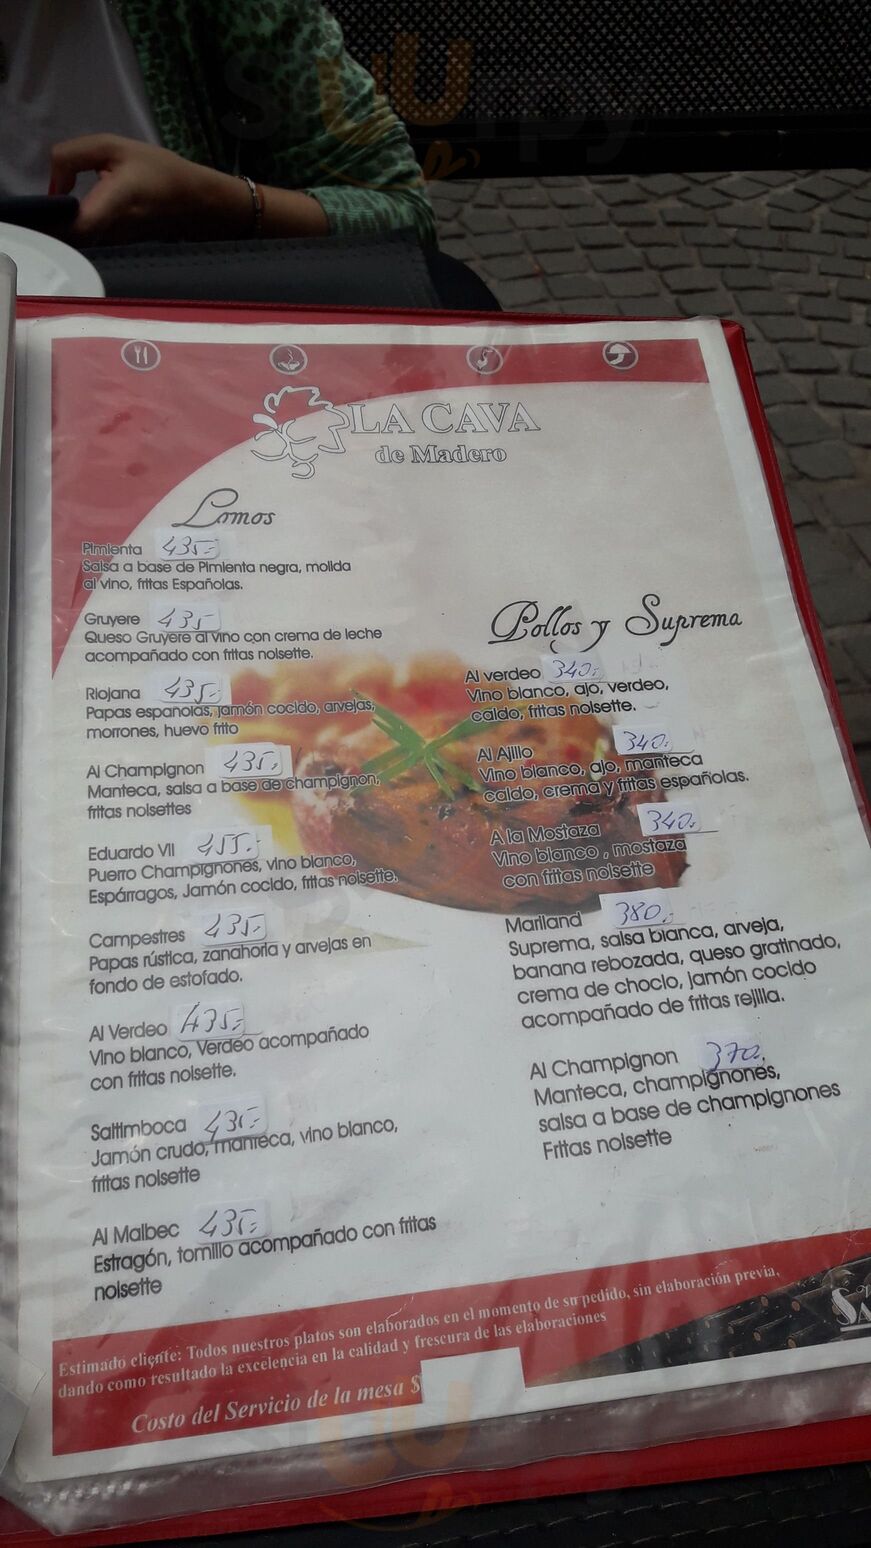 LA CAVA
de Madero
Lomos
Pimienta 435.-
Salsa a base de Pimienta negra, molida
al vino, fritas Españolas.
Gruyere 435
Queso Gruyere al vino con crema de leche
acompañado con fritas noisette.
Riojana 435.-
Papas españolas, jamón cocido, arvejas,
morrones, huevo frito
Al Champignon 435.-
Manteca, salsa a base de champignon,
fritas noisettes
Eduardo VII 455.-
Puerro Champignones, vino blanco,
Espárragos, Jamón cocido, fritas noisette.
Campestres 435.-
Papas rústica, zanahoria y arvejas en
fondo de estofado.
Al Verdeo 435.-
Vino blanco, Verdeo acompañado
con fritas noisette.
Saltimboca 435.-
Jamón crudo, manteca, vino blanco,
fritas noisette
Al Malbec 435.-
Estragón, tomillo acompañado con fritas
noisette
Pollos y Suprema
Al verdeo 340.-
Vino blanco, ajo, verdeo,
caldo, fritas noisette.
Al Ajillo 340.-
Vino blanco, ajo, manteca
caldo, crema y fritas españolas.
A la Mostaza 340.-
Vino blanco , mostaza
con fritas noisette
Mariland 380.-
Suprema, salsa blanca, arveja,
banana rebozada, queso gratinado,
crema de choclo, jamón cocido
acompañado de fritas rejilla.
Al Champignon 370.
Manteca, champignones,
salsa a base de champignones
Fritas noisette
Estimado cliente: Todos nuestros platos son elaborados en el momento de su pedido, sin elaboración previa,
dando como resultado la excelencia en la calidad y frescura de las elaboraciones
Costo del Servicio de la mesa $